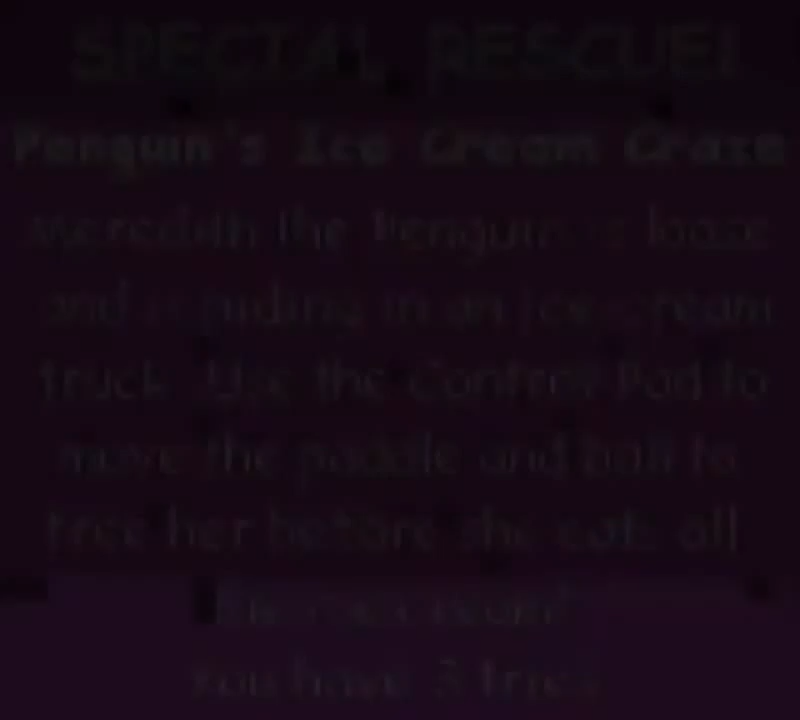 SPECIAL RESCUE!
Penguin's Ice Cream Craze
Meredith the Penguin is loose
and is hiding in an ice cream
truck. Use the Control Pad to
move the paddle and ball to
free her before she eats all
the ice cream!
You have 3 tries.